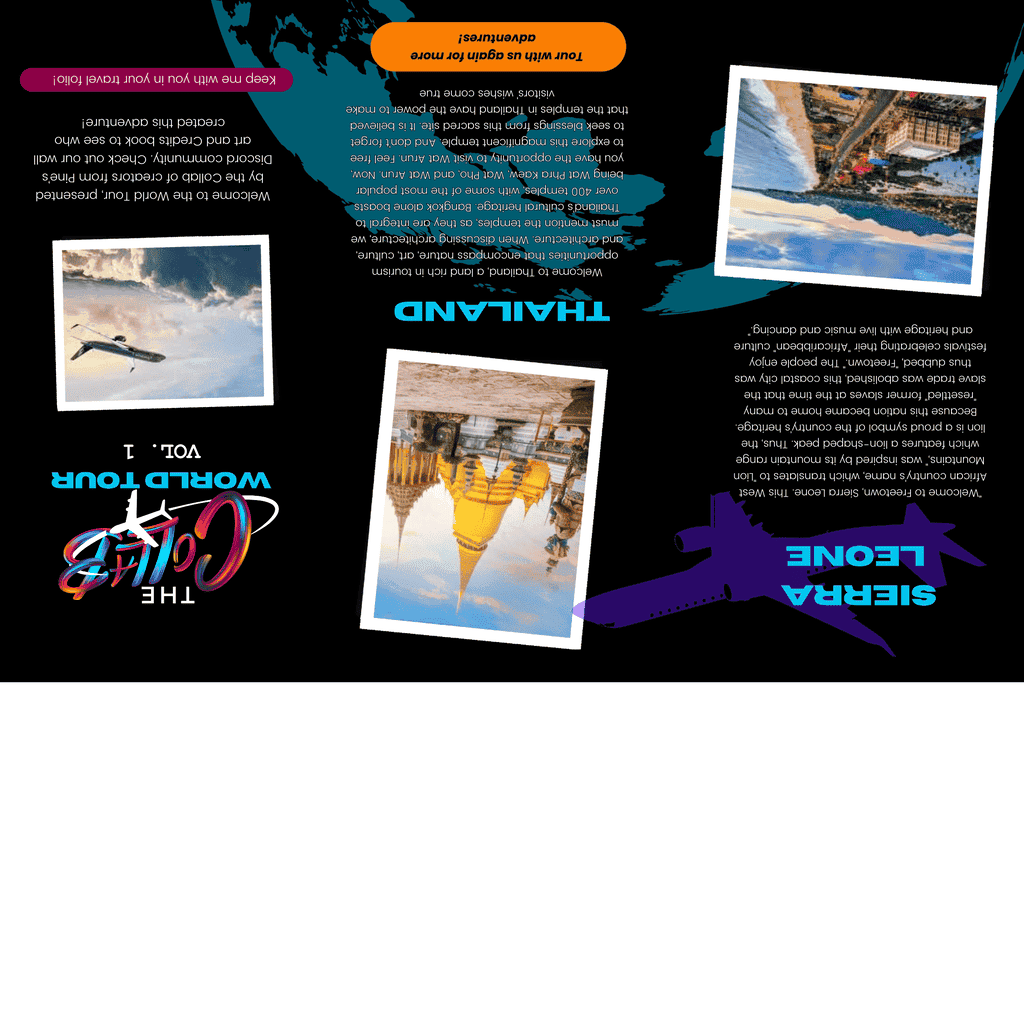 SIERRA
LEONE
"Welcome to Freetown, Sierra Leone. This West
African country's name, which translates to "Lion
Mountains," was inspired by its mountain range
which features a lion-shaped peak. Thus, the
lion is a proud symbol of the country's heritage.
Because this nation became home to many
"resettled" former slaves at the time that the
slave trade was abolished, this coastal city was
thus dubbed, "Freetown." The people enjoy
festivals celebrating their "Africaribbean" culture
and heritage with live music and dancing."
THAILAND
Welcome to Thailand, a land rich in tourism
opportunities that encompass nature, art, culture,
and architecture. When discussing architecture, we
must mention the temples, as they are integral to
Thailand's cultural heritage. Bangkok alone boasts
over 400 temples, with some of the most popular
being Wat Phra Kaew, Wat Pho, and Wat Arun. Now,
you have the opportunity to visit Wat Arun. Feel free
to explore this magnificent temple. And don't forget
to seek blessings from this sacred site. It is believed
that the temples in Thailand have the power to make
visitors' wishes come true
Tour with us again for more
adventures!
THE
COLLAB
WORLD TOUR
VOL. 1
Welcome to the World Tour, presented
by the Collab of creators from Pine's
Discord community. Check out our wall
art and Credits book to see who
created this adventure!
Keep me with you in your travel folio!